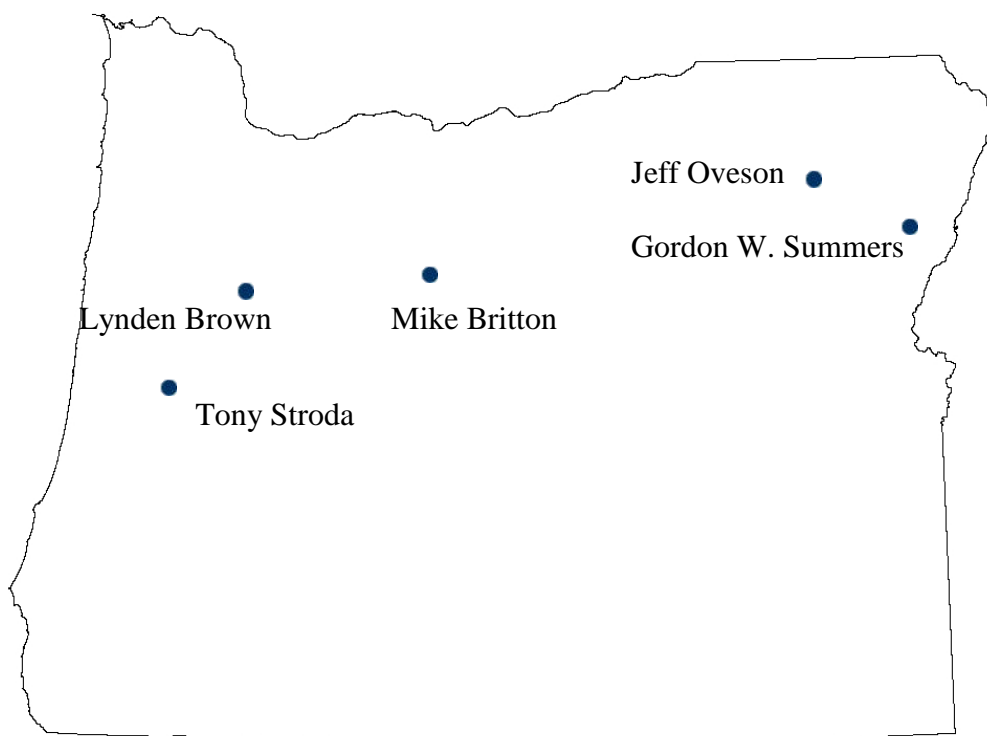 Jeff Oveson
Gordon W. Summers
Lynden Brown
Mike Britton
Tony Stroda